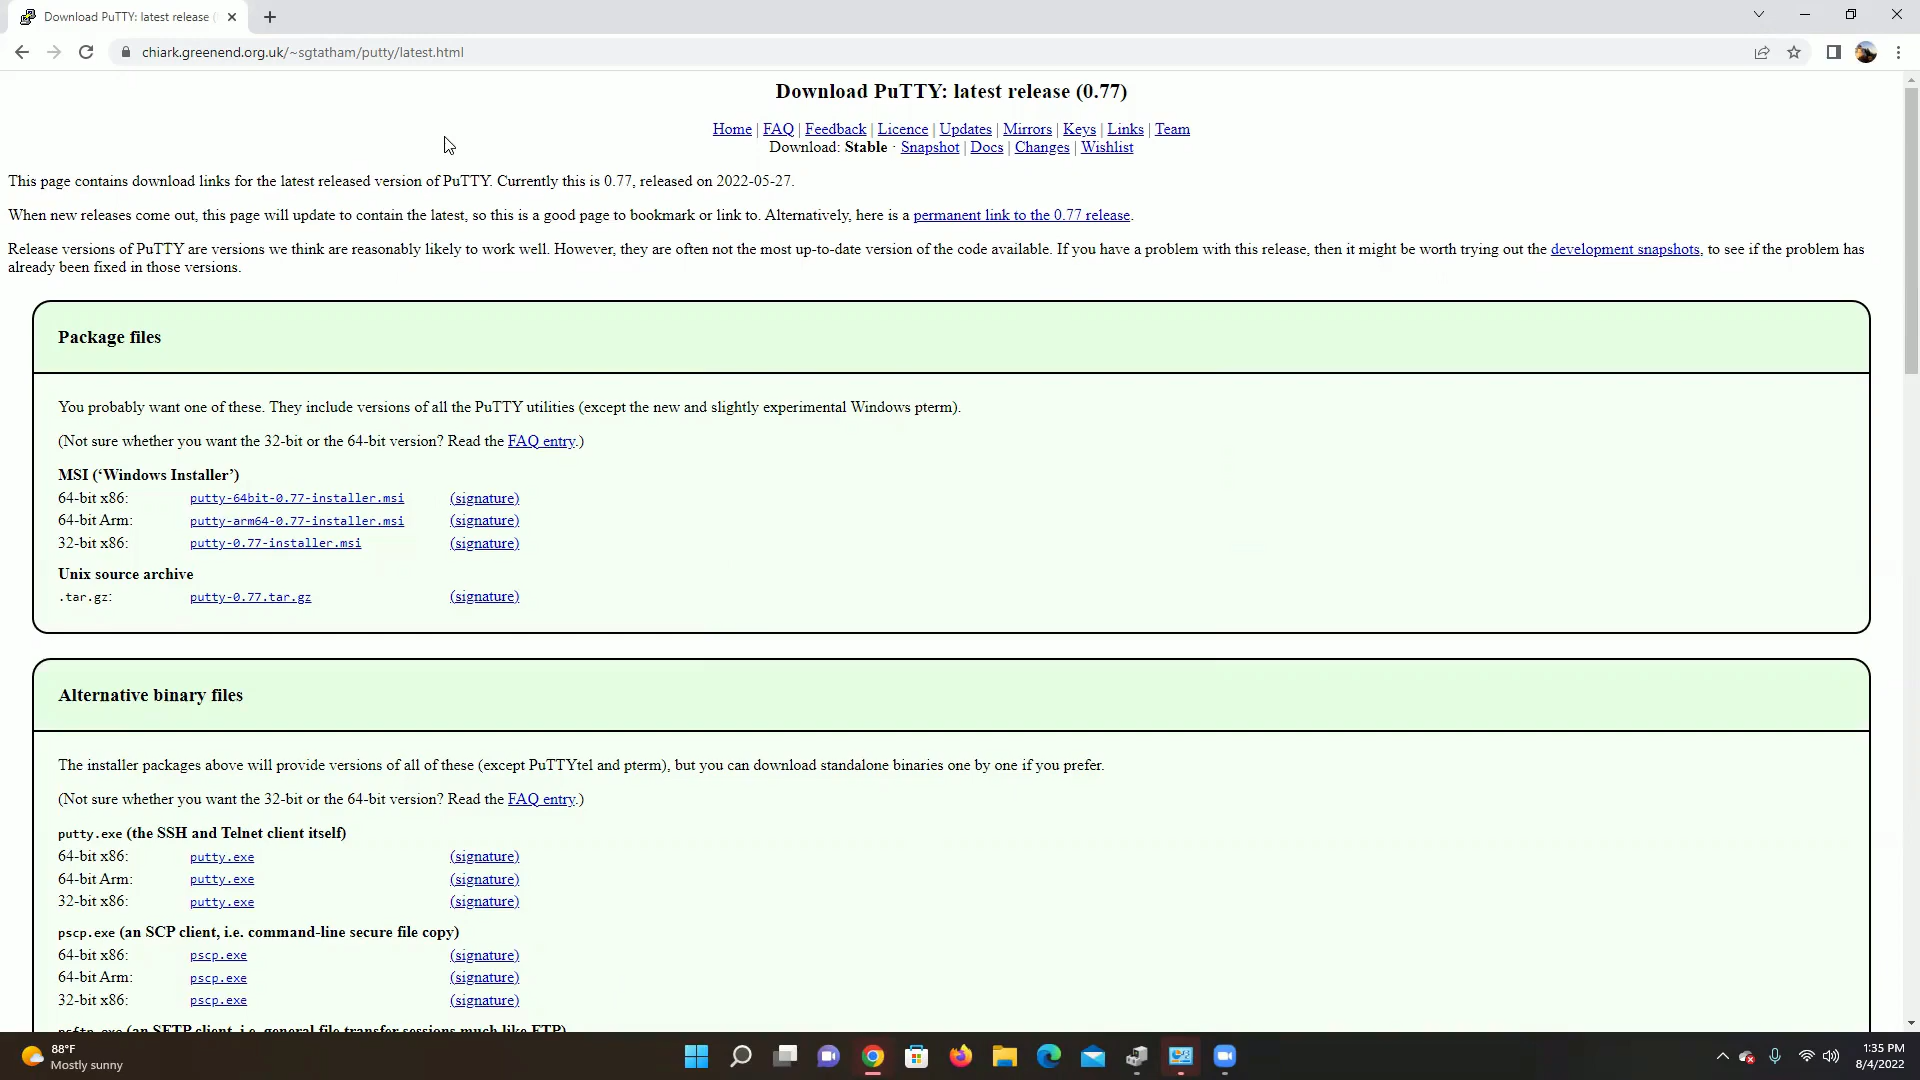 Download PuTTY: latest release (
chiark.greenend.org.uk/~sgtatham/putty/latest.html
Download PuTTY: latest release (0.77)
Home | FAQ | Feedback | Licence | Updates | Mirrors | Keys | Links | Team
Download: Stable · Snapshot | Docs | Changes | Wishlist
This page contains download links for the latest released version of PuTTY. Currently this is 0.77, released on 2022-05-27.
When new releases come out, this page will update to contain the latest, so this is a good page to bookmark or link to. Alternatively, here is a permanent link to the 0.77 release.
Release versions of PuTTY are versions we think are reasonably likely to work well. However, they are often not the most up-to-date version of the code available. If you have a problem with this release, then it might be worth trying out the development snapshots, to see if the problem has
already been fixed in those versions.
Package files
You probably want one of these. They include versions of all the PuTTY utilities (except the new and slightly experimental Windows pterm).
(Not sure whether you want the 32-bit or the 64-bit version? Read the FAQ entry.)
MSI (‘Windows Installer’)
64-bit x86: putty-64bit-0.77-installer.msi (signature)
64-bit Arm: putty-arm64-0.77-installer.msi (signature)
32-bit x86: putty-0.77-installer.msi (signature)
Unix source archive
.tar.gz: putty-0.77.tar.gz (signature)
Alternative binary files
The installer packages above will provide versions of all of these (except PuTTYtel and pterm), but you can download standalone binaries one by one if you prefer.
(Not sure whether you want the 32-bit or the 64-bit version? Read the FAQ entry.)
putty.exe (the SSH and Telnet client itself)
64-bit x86: putty.exe (signature)
64-bit Arm: putty.exe (signature)
32-bit x86: putty.exe (signature)
pscp.exe (an SCP client, i.e. command-line secure file copy)
64-bit x86: pscp.exe (signature)
64-bit Arm: pscp.exe (signature)
32-bit x86: pscp.exe (signature)
psftp.exe (an SFTP client, i.e. general file transfer sessions much like FTP)
88°F
Mostly sunny
1:35 PM
8/4/2022